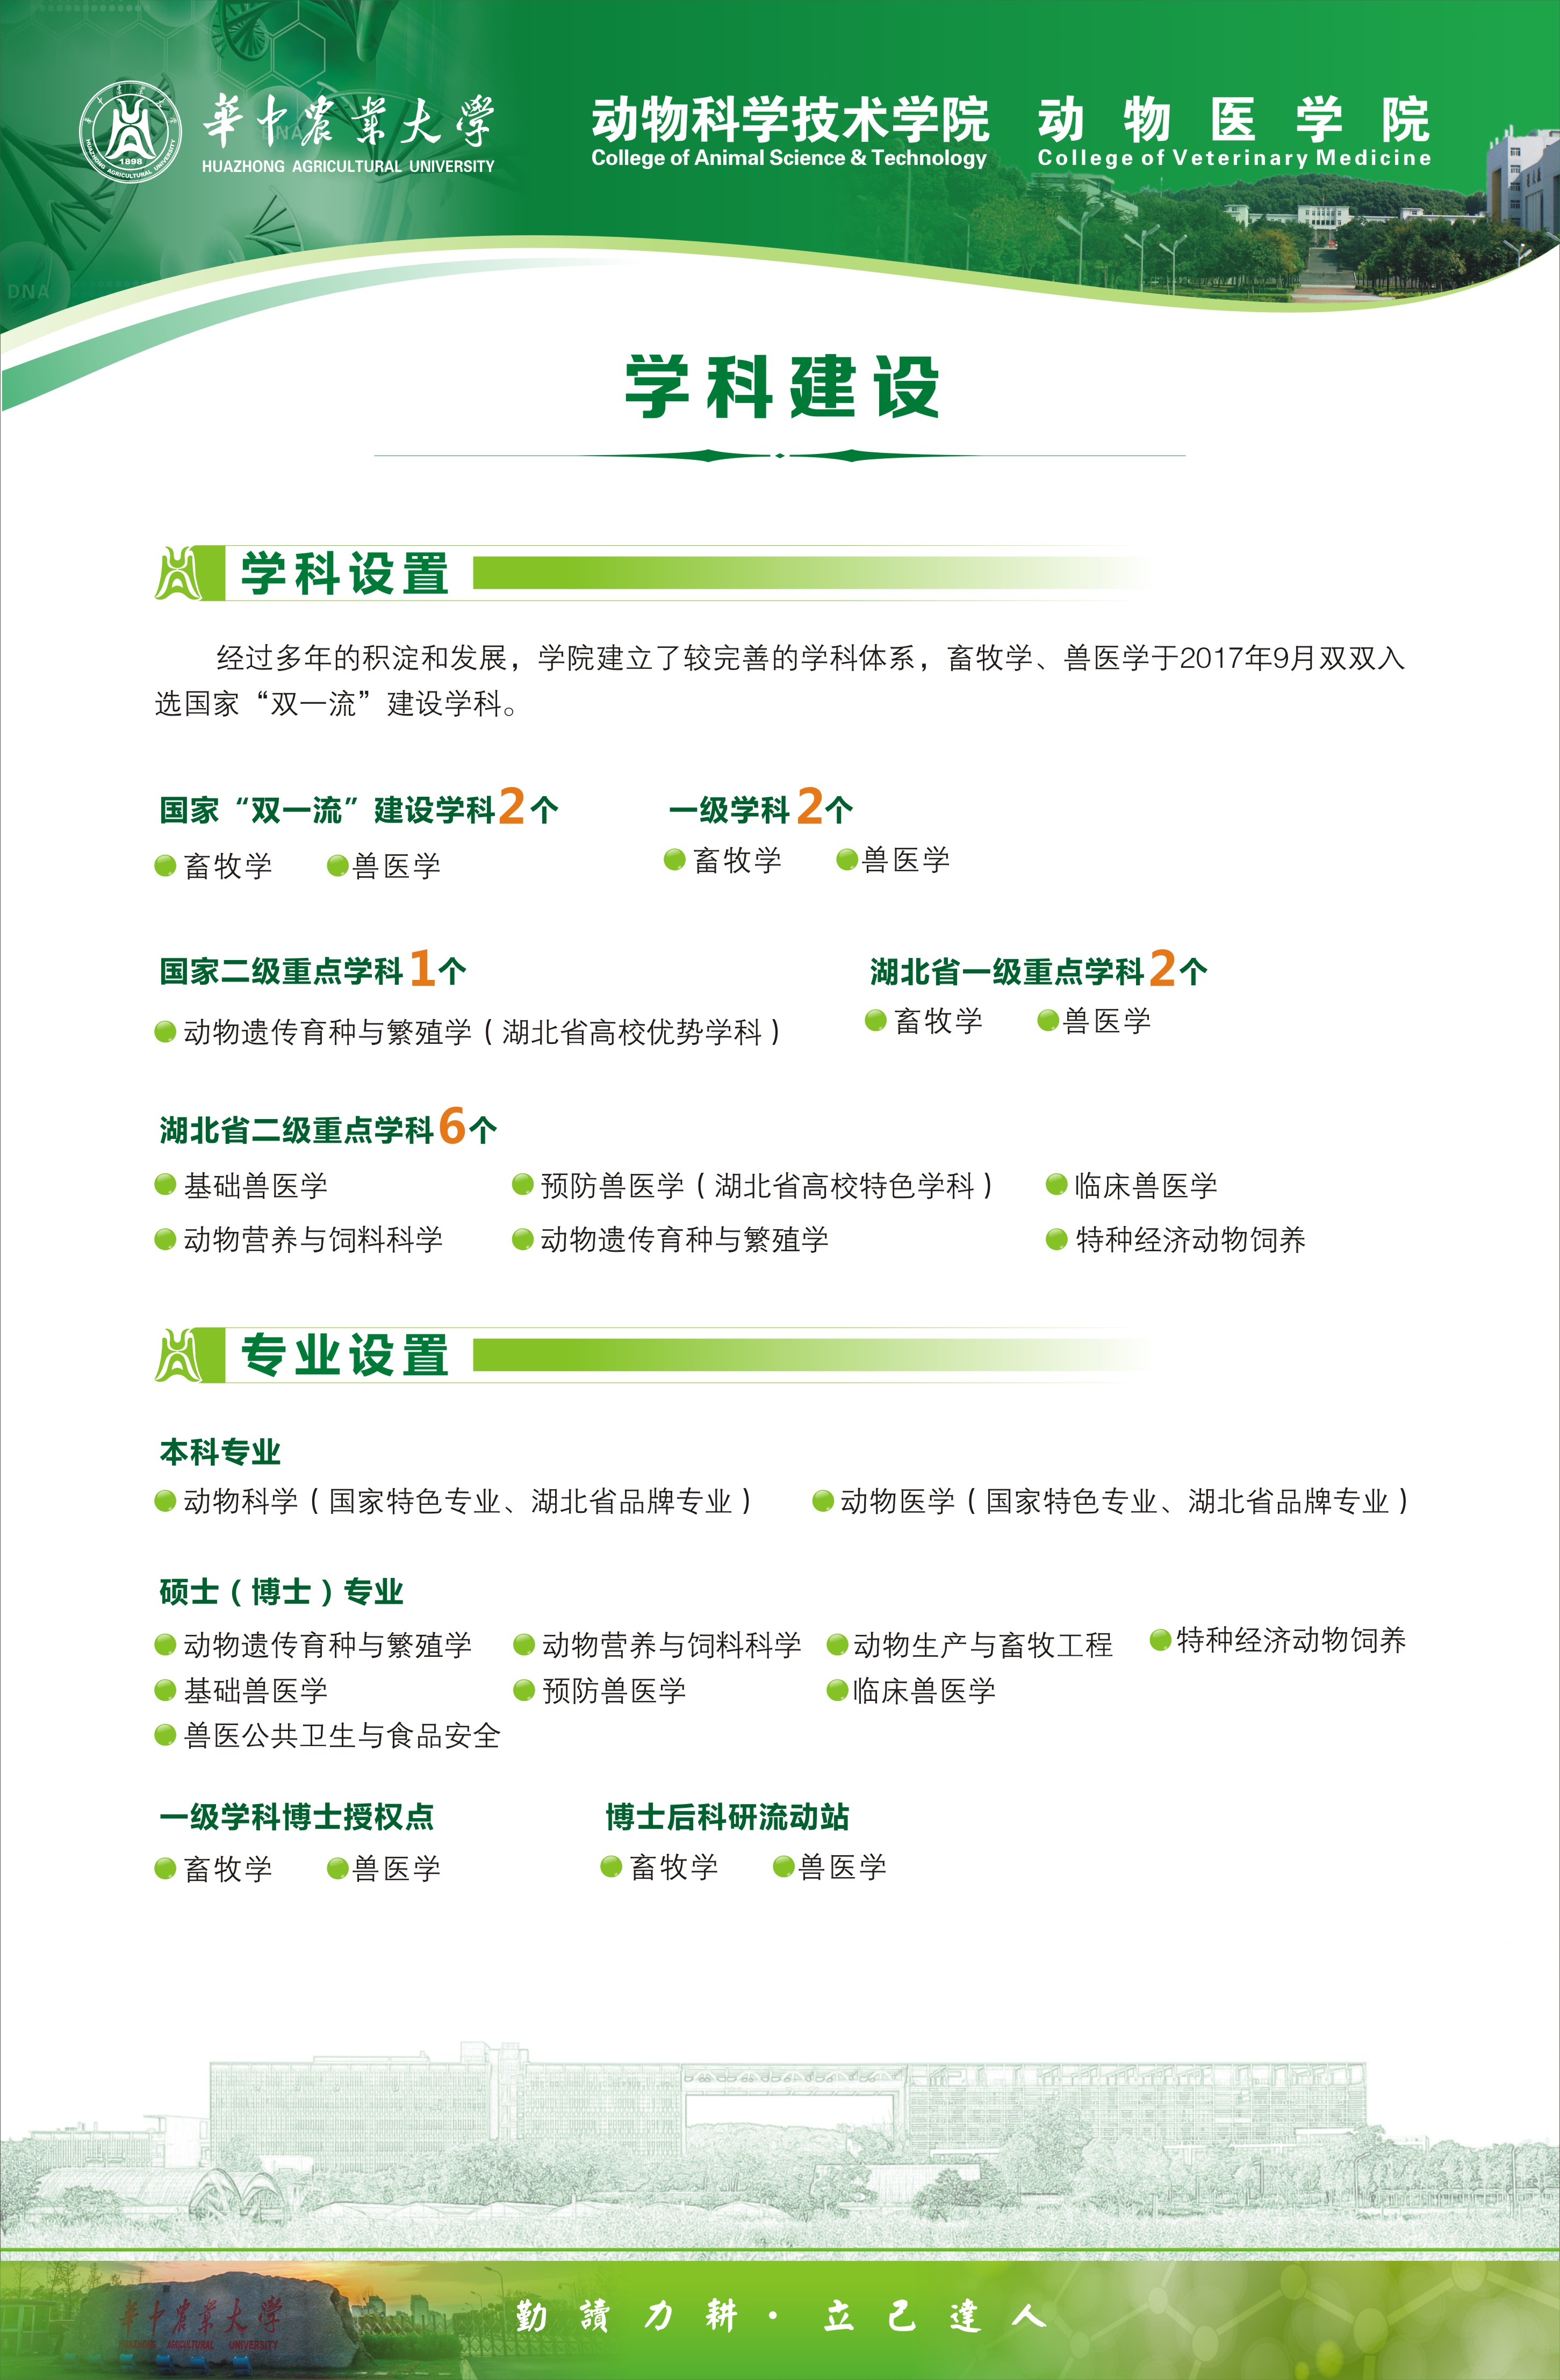 華中農業大學
HUAZHONG AGRICULTURAL UNIVERSITY
1898
HUAZHONG AGRICULTURAL UNIVERSITY
动物科学技术学院
College of Animal Science & Technology
动物医学院
College of Veterinary Medicine
DNA
DNA
学科建设
学科设置
经过多年的积淀和发展，学院建立了较完善的学科体系，畜牧学、兽医学于2017年9月双双入
选国家“双一流”建设学科。
国家“双一流”建设学科2个
畜牧学 兽医学
一级学科2个
畜牧学 兽医学
国家二级重点学科1个
动物遗传育种与繁殖学（湖北省高校优势学科）
湖北省一级重点学科2个
畜牧学 兽医学
湖北省二级重点学科6个
基础兽医学 预防兽医学（湖北省高校特色学科） 临床兽医学
动物营养与饲料科学 动物遗传育种与繁殖学 特种经济动物饲养
专业设置
本科专业
动物科学（国家特色专业、湖北省品牌专业） 动物医学（国家特色专业、湖北省品牌专业）
硕士（博士）专业
动物遗传育种与繁殖学 动物营养与饲料科学 动物生产与畜牧工程 特种经济动物饲养
基础兽医学 预防兽医学 临床兽医学
兽医公共卫生与食品安全
一级学科博士授权点
畜牧学 兽医学
博士后科研流动站
畜牧学 兽医学
華中農業大學
HUAZHONG AGRICULTURAL UNIVERSITY
勤讀力耕·立己達人